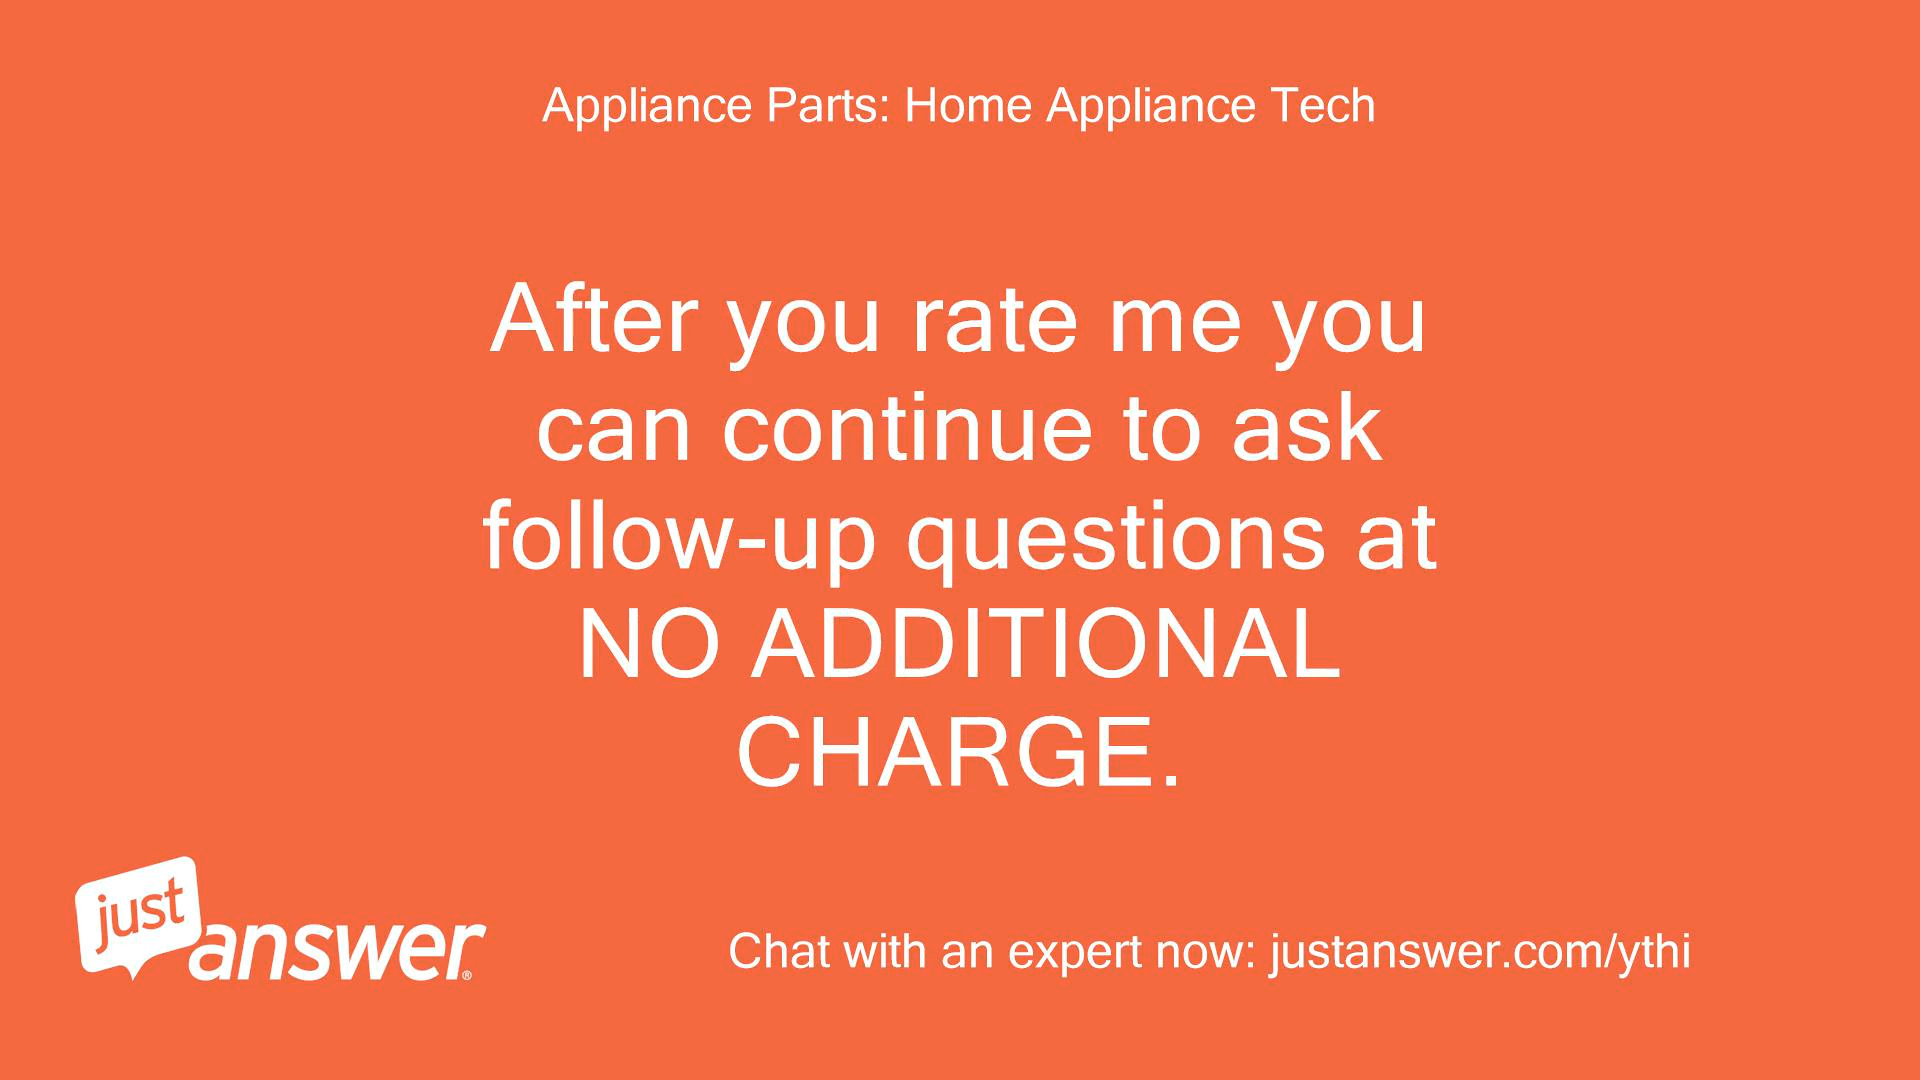 Appliance Parts: Home Appliance Tech
After you rate me you
can continue to ask
follow-up questions at
NO ADDITIONAL
CHARGE.
just
answer®
Chat with an expert now: justanswer.com/ythi